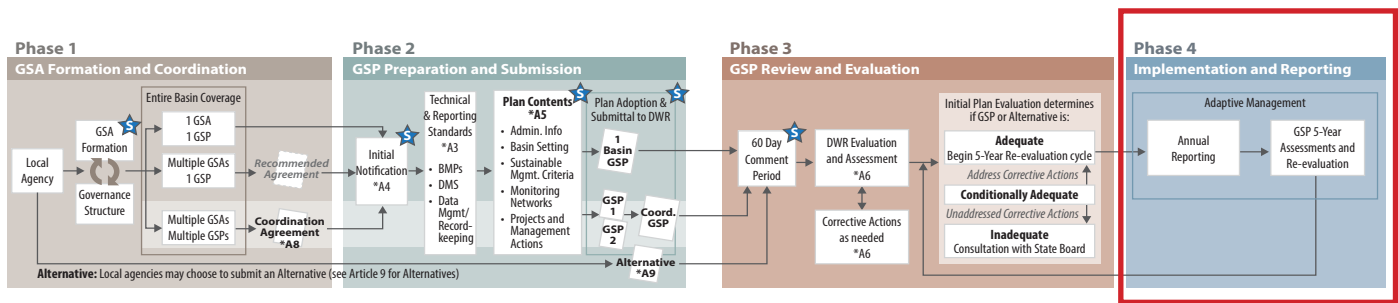 Phase 1
GSA Formation and Coordination
Local
Agency
S
GSA
Formation
Governance
Structure
Entire Basin Coverage
1 GSA
1 GSP
Multiple GSAs
1 GSP
Multiple GSAs
Multiple GSPs
Recommended
Agreement
Coordination
Agreement
*A8
Alternative: Local agencies may choose to submit an Alternative (see Article 9 for Alternatives)
Phase 2
GSP Preparation and Submission
S
Initial
Notification
*A4
Technical
& Reporting
Standards
*A3
• BMPs
• DMS
• Data
Mgmt/
Record-
keeping
S
Plan Contents
*A5
• Admin. Info
• Basin Setting
• Sustainable
Mgmt. Criteria
• Monitoring
Networks
• Projects and
Management
Actions
S
Plan Adoption &
Submittal to DWR
1
Basin
GSP
GSP
1
GSP
2
Coord.
GSP
Alternative
*A9
Phase 3
GSP Review and Evaluation
S
60 Day
Comment
Period
DWR Evaluation
and Assessment
*A6
Corrective Actions
as needed
*A6
Initial Plan Evaluation determines
if GSP or Alternative is:
Adequate
Begin 5-Year Re-evaluation cycle
Address Corrective Actions
Conditionally Adequate
Unaddressed Corrective Actions
Inadequate
Consultation with State Board
Phase 4
Implementation and Reporting
Adaptive Management
Annual
Reporting
GSP 5-Year
Assessments and
Re-evaluation